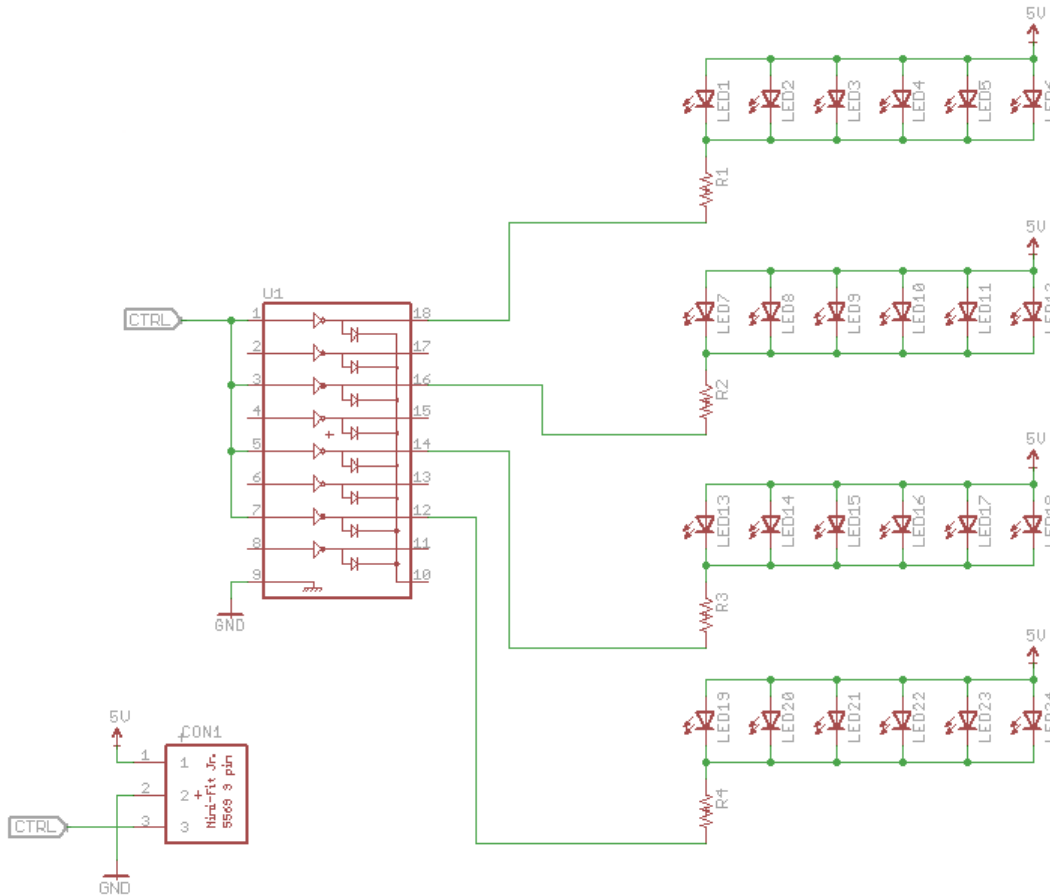 5V
LED1 LED2 LED3 LED4 LED5
R1
5V
LED7 LED8 LED9 LED10 LED11
R2
U1
CTRL
1 18
2 17
3 16
4 15
5 14
6 13
7 12
8 11
9 10
GND
5V
LED13 LED14 LED15 LED16 LED17
R3
5V
LED19 LED20 LED21 LED22 LED23
R4
5V
CON1
1 1
2 2
3 3
Mini-Fit Jr.
5569 3 pin
CTRL
GND